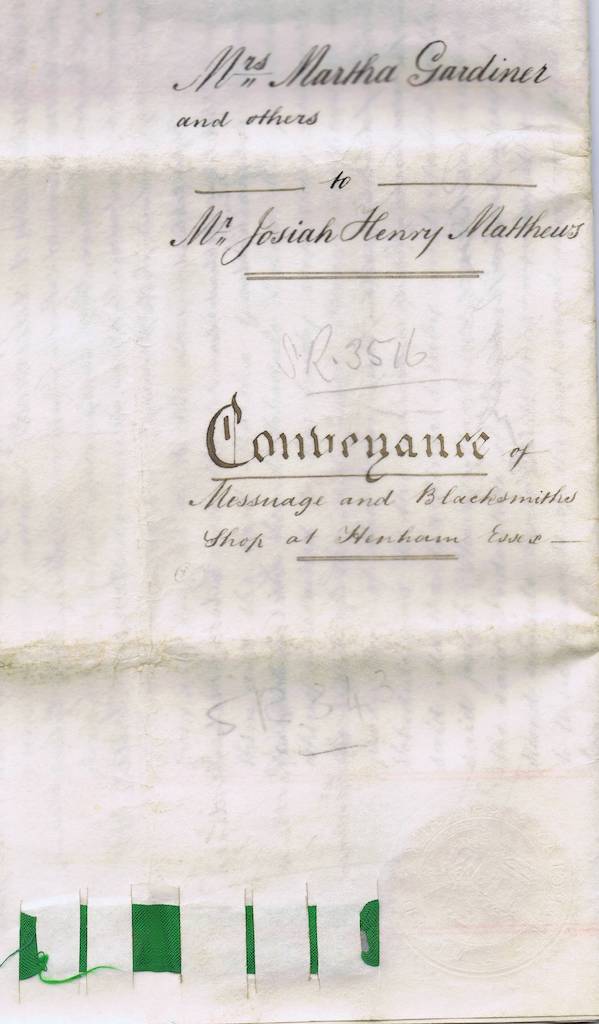 Mrs Martha Gardiner
and others
to
Mr Josiah Henry Matthews
S.R. 3516
Conveyance of
Messuage and Blacksmiths
Shop at Henham Essex
S R 343